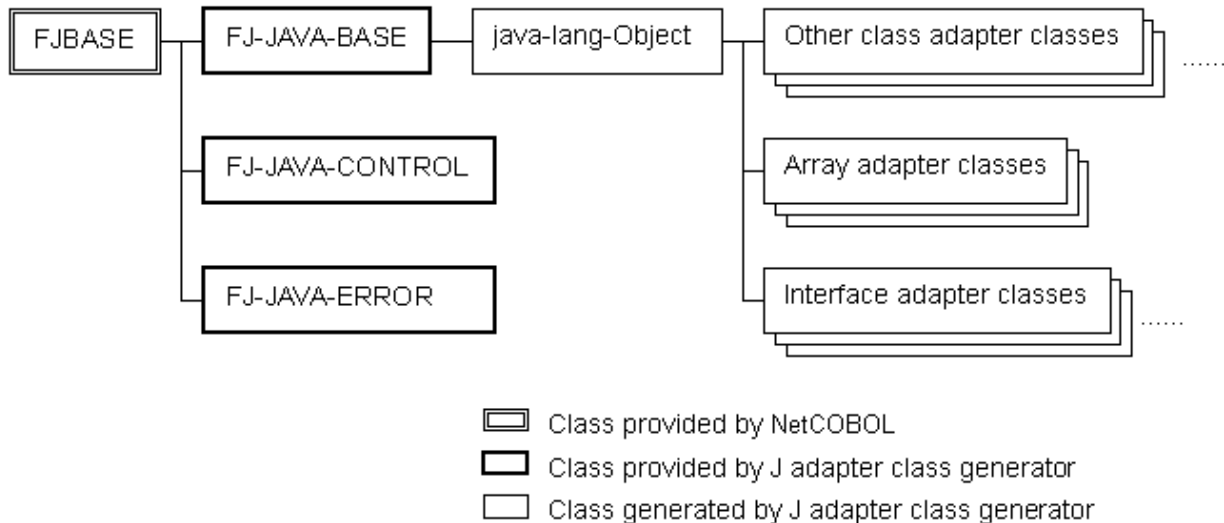 FJBASE
FJ-JAVA-BASE
java-lang-Object
Other class adapter classes
......
FJ-JAVA-CONTROL
Array adapter classes
FJ-JAVA-ERROR
Interface adapter classes
......
Class provided by NetCOBOL
Class provided by J adapter class generator
Class generated by J adapter class generator